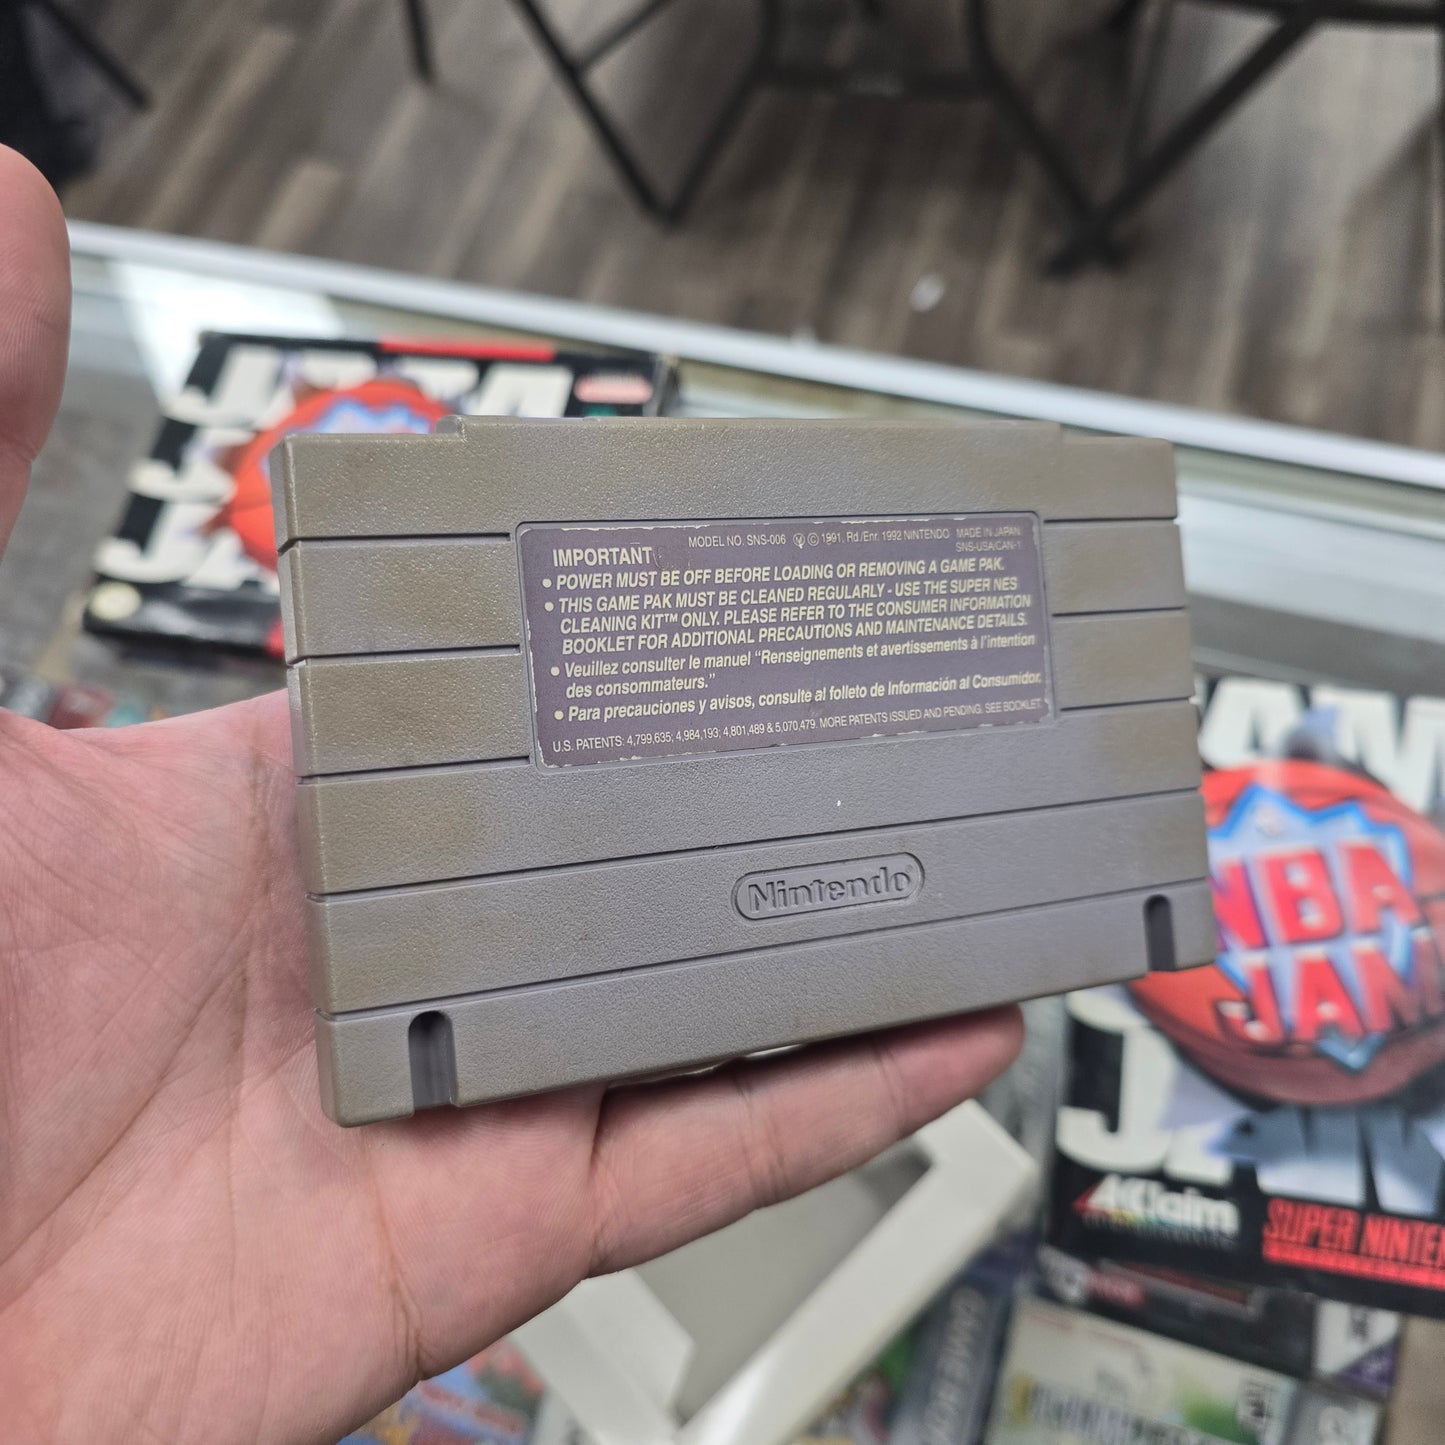 IMPORTANT
MODEL NO. SNS-006 Ⓜ © 1991, Rd./Enr. 1992 NINTENDO MADE IN JAPAN
SNS-USA/CAN-1
• POWER MUST BE OFF BEFORE LOADING OR REMOVING A GAME PAK.
• THIS GAME PAK MUST BE CLEANED REGULARLY - USE THE SUPER NES
CLEANING KIT™ ONLY. PLEASE REFER TO THE CONSUMER INFORMATION
BOOKLET FOR ADDITIONAL PRECAUTIONS AND MAINTENANCE DETAILS.
• Veuillez consulter le manuel “Renseignements et avertissements à l'intention
des consommateurs.”
• Para precauciones y avisos, consulte al folleto de Información al Consumidor.
U.S. PATENTS: 4,799,635; 4,984,193; 4,801,489 & 5,070,479. MORE PATENTS ISSUED AND PENDING. SEE BOOKLET.
Nintendo
NBA
JAM
JAM
AKlaim
SUPER NINTEN
GAME BOY